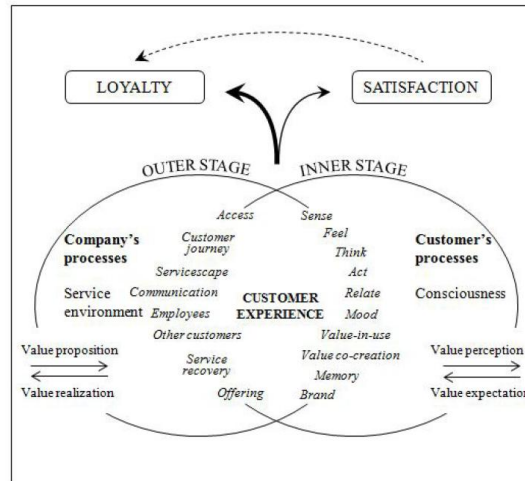 LOYALTY
SATISFACTION
OUTER STAGE
INNER STAGE
Company's
processes
Service
environment
Value proposition
Value realization
Access
Customer
journey
Servicescape
Communication
Employees
Other customers
Service
recovery
Offering
CUSTOMER
EXPERIENCE
Sense
Feel
Think
Act
Relate
Mood
Value-in-use
Value co-creation
Memory
Brand
Customer's
processes
Consciousness
Value perception
Value expectation